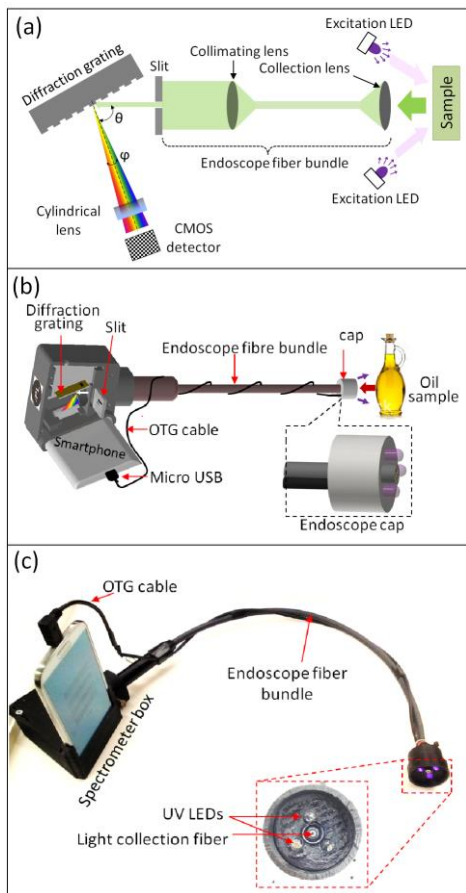 (a)
Excitation LED
Collimating lens
Slit
Collection lens
Diffraction grating
Sample
θ
φ
Endoscope fiber bundle
Cylindrical
lens
CMOS
detector
Excitation LED
(b)
Diffraction
grating
Slit
cap
Endoscope fibre bundle
Oil
sample
OTG cable
Smartphone
Micro USB
Endoscope cap
(c)
OTG cable
Endoscope fiber
bundle
Spectrometer box
UV LEDs
Light collection fiber